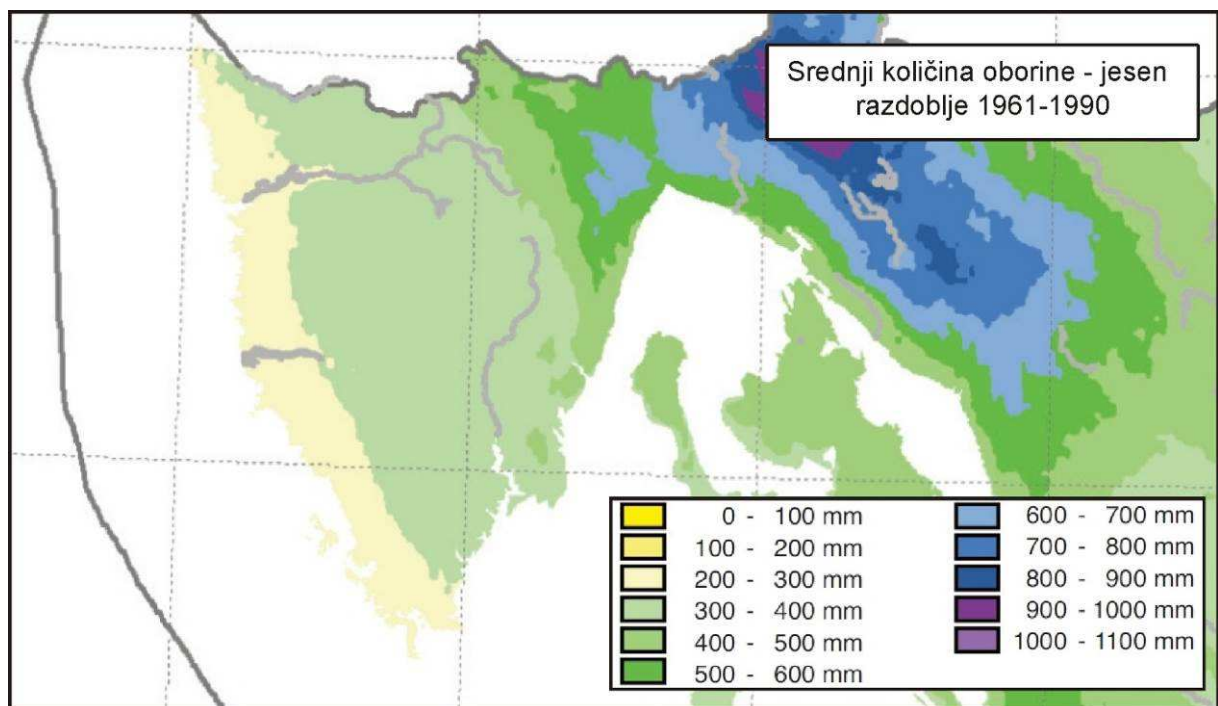 Srednji količina oborine - jesen
razdoblje 1961-1990
0 - 100 mm
100 - 200 mm
200 - 300 mm
300 - 400 mm
400 - 500 mm
500 - 600 mm
600 - 700 mm
700 - 800 mm
800 - 900 mm
900 - 1000 mm
1000 - 1100 mm